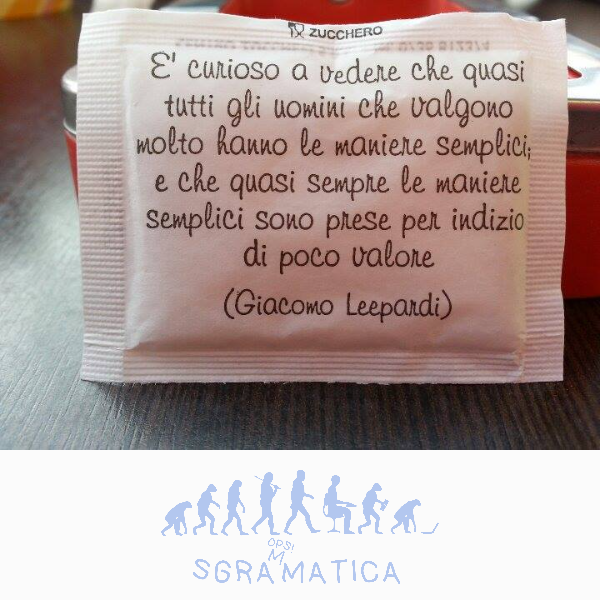 ZUCCHERO
E' curioso a vedere che quasi
tutti gli uomini che valgono
molto hanno le maniere semplici;
e che quasi sempre le maniere
semplici sono prese per indizio
di poco valore
(Giacomo Leepardi)
OPS!
M
SGRAMATICA